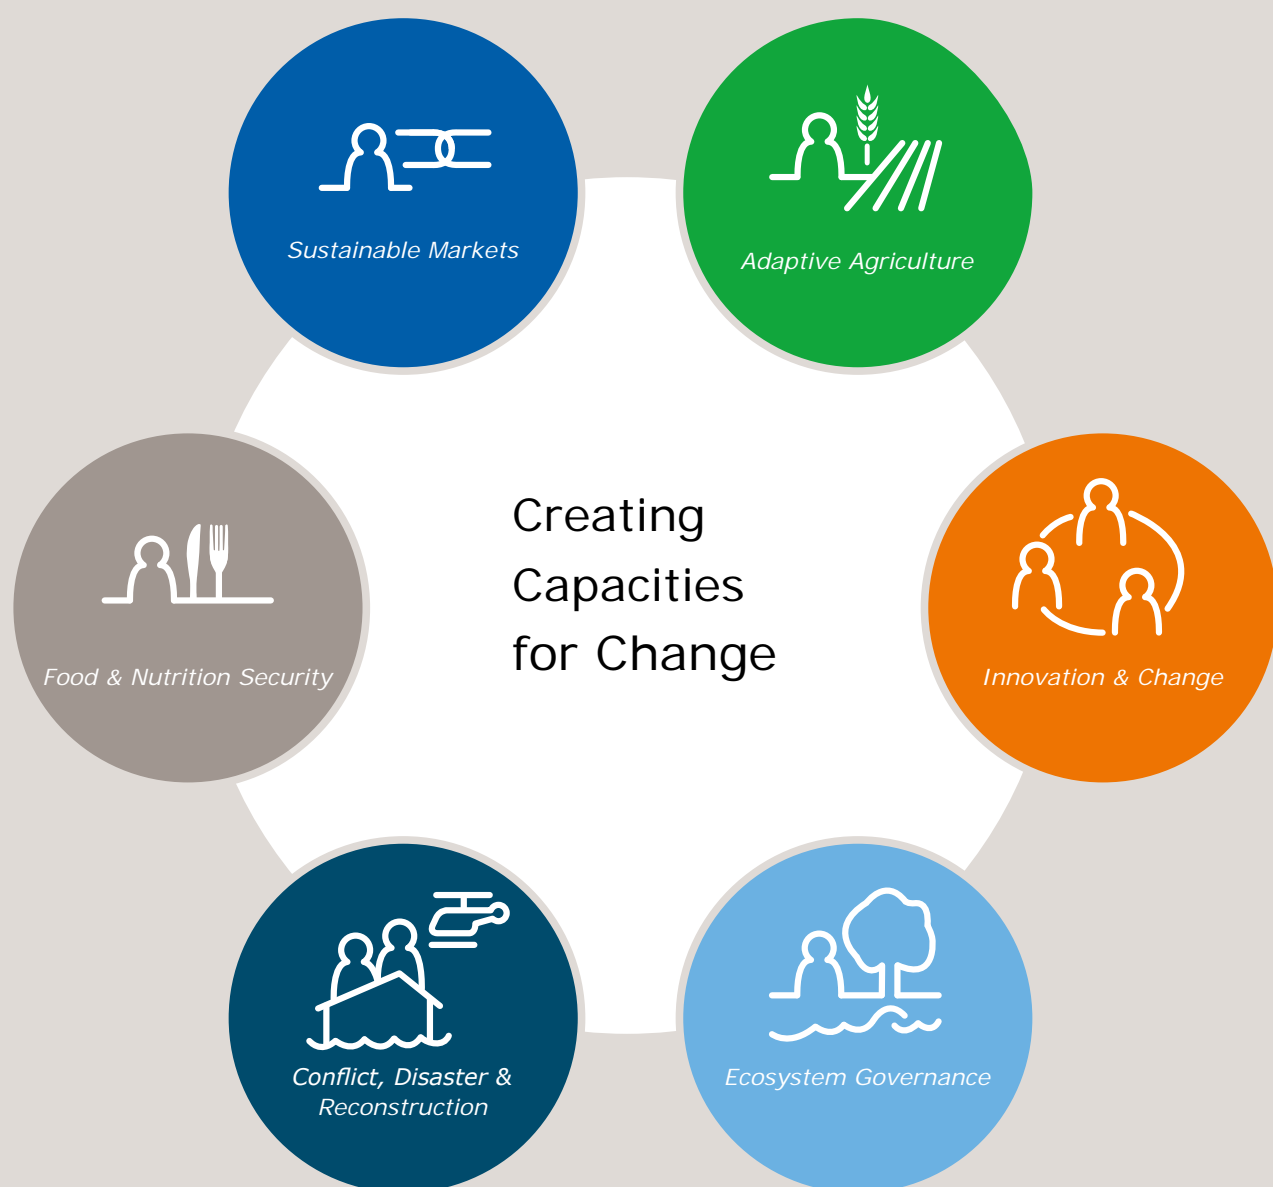 Sustainable Markets
Adaptive Agriculture
Creating
Capacities
for Change
Food & Nutrition Security
Innovation & Change
Conflict, Disaster &
Reconstruction
Ecosystem Governance